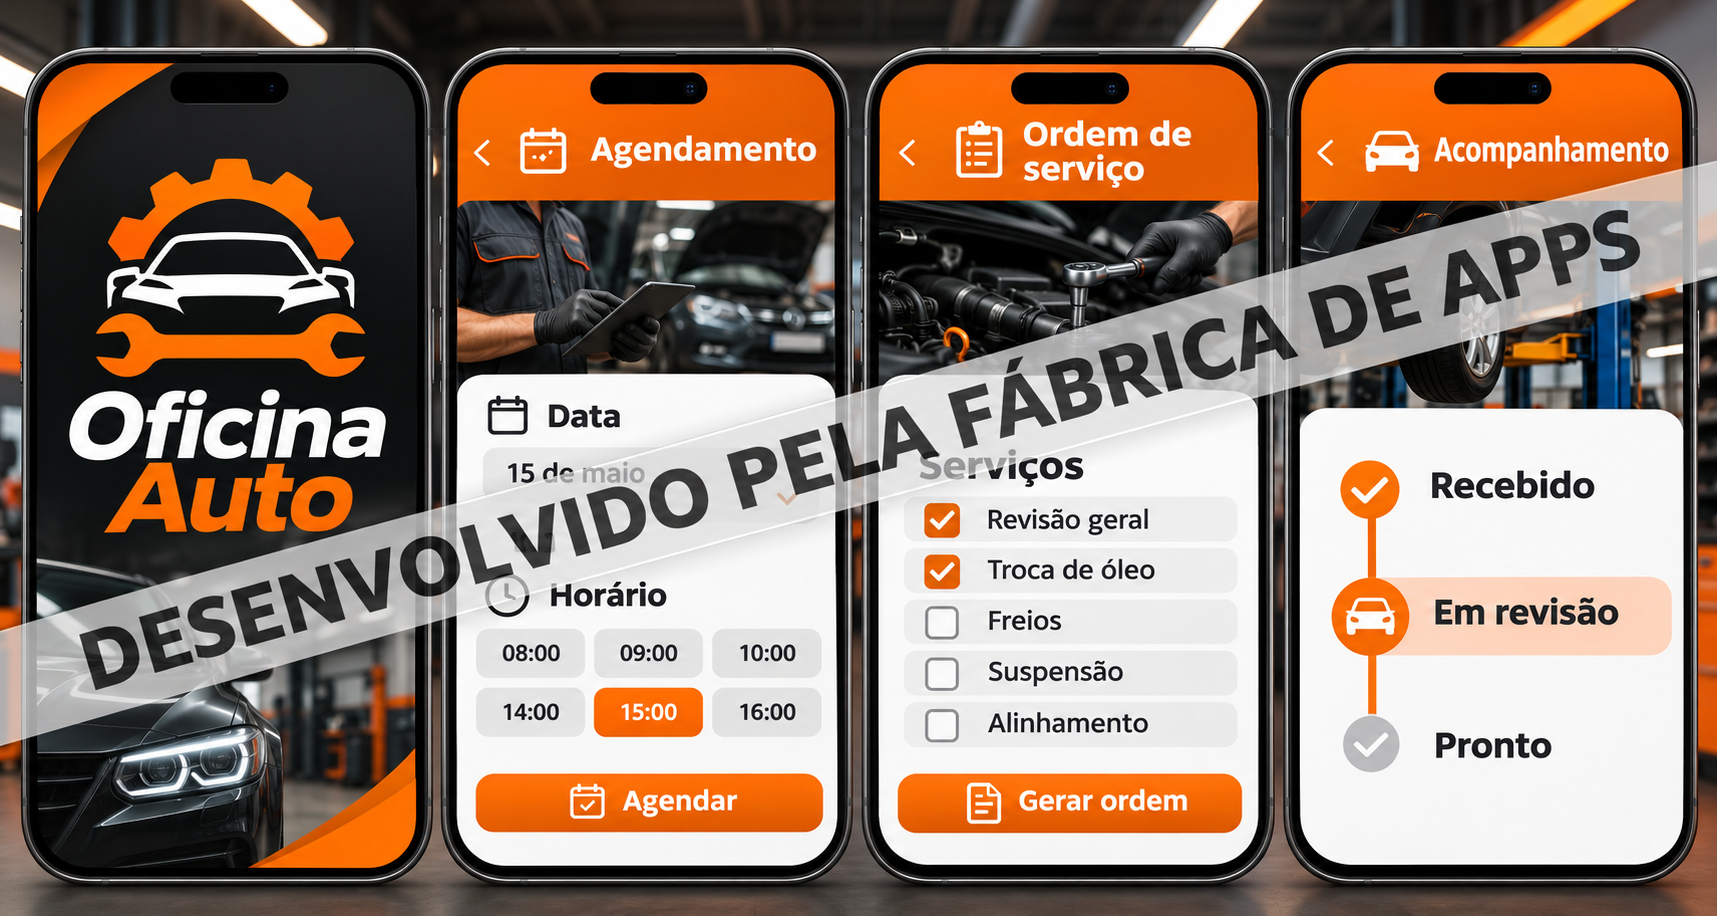 Oficina
Auto
Agendamento
Data
15 de maio
Horário
08:00
09:00
10:00
14:00
15:00
16:00
Agendar
Ordem de
serviço
Serviços
Revisão geral
Troca de óleo
Freios
Suspensão
Alinhamento
Gerar ordem
Acompanhamento
Recebido
Em revisão
Pronto
DESENVOLVIDO PELA FÁBRICA DE APPS